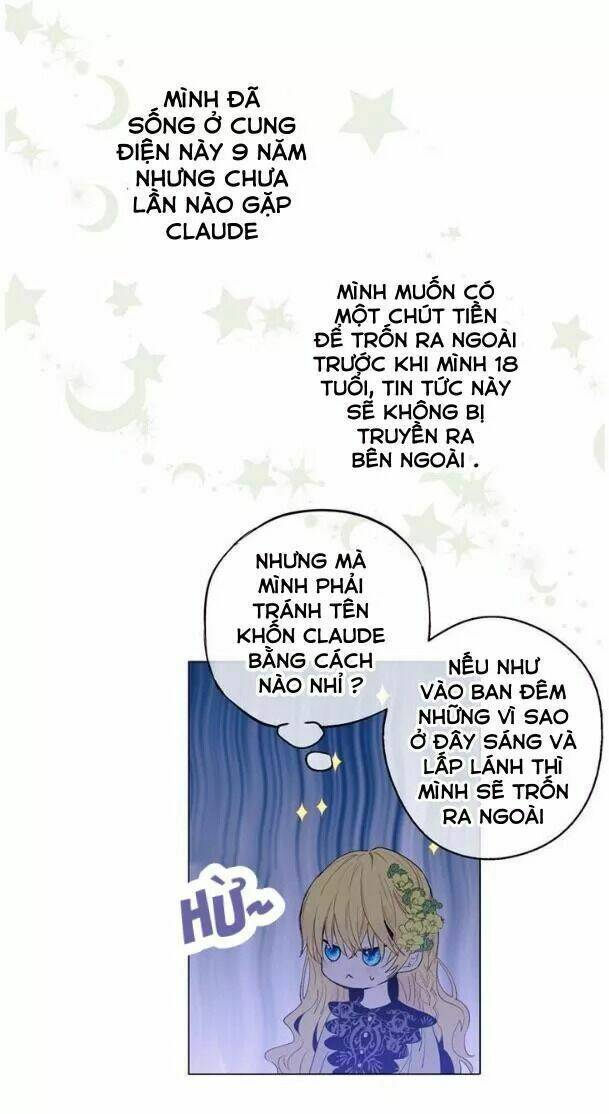 MÌNH ĐÃ
SỐNG Ở CUNG
ĐIỆN NÀY 9 NĂM
NHƯNG CHƯA
LẦN NÀO GẶP
CLAUDE
MÌNH MUỐN CÓ
MỘT CHÚT TIỀN
ĐỂ TRỐN RA NGOÀI
TRƯỚC KHI MÌNH 18
TUỔI, TIN TỨC NÀY
SẼ KHÔNG BỊ
TRUYỀN RA
BÊN NGOÀI .
NHƯNG MÀ
MÌNH PHẢI
TRÁNH TÊN
KHỐN CLAUDE
BẰNG CÁCH
NÀO NHỈ ?
NẾU NHƯ
VÀO BAN ĐÊM
NHỮNG VÌ SAO
Ở ĐÂY SÁNG VÀ
LẤP LÁNH THÌ
MÌNH SẼ TRỐN
RA NGOÀI
HỪ~